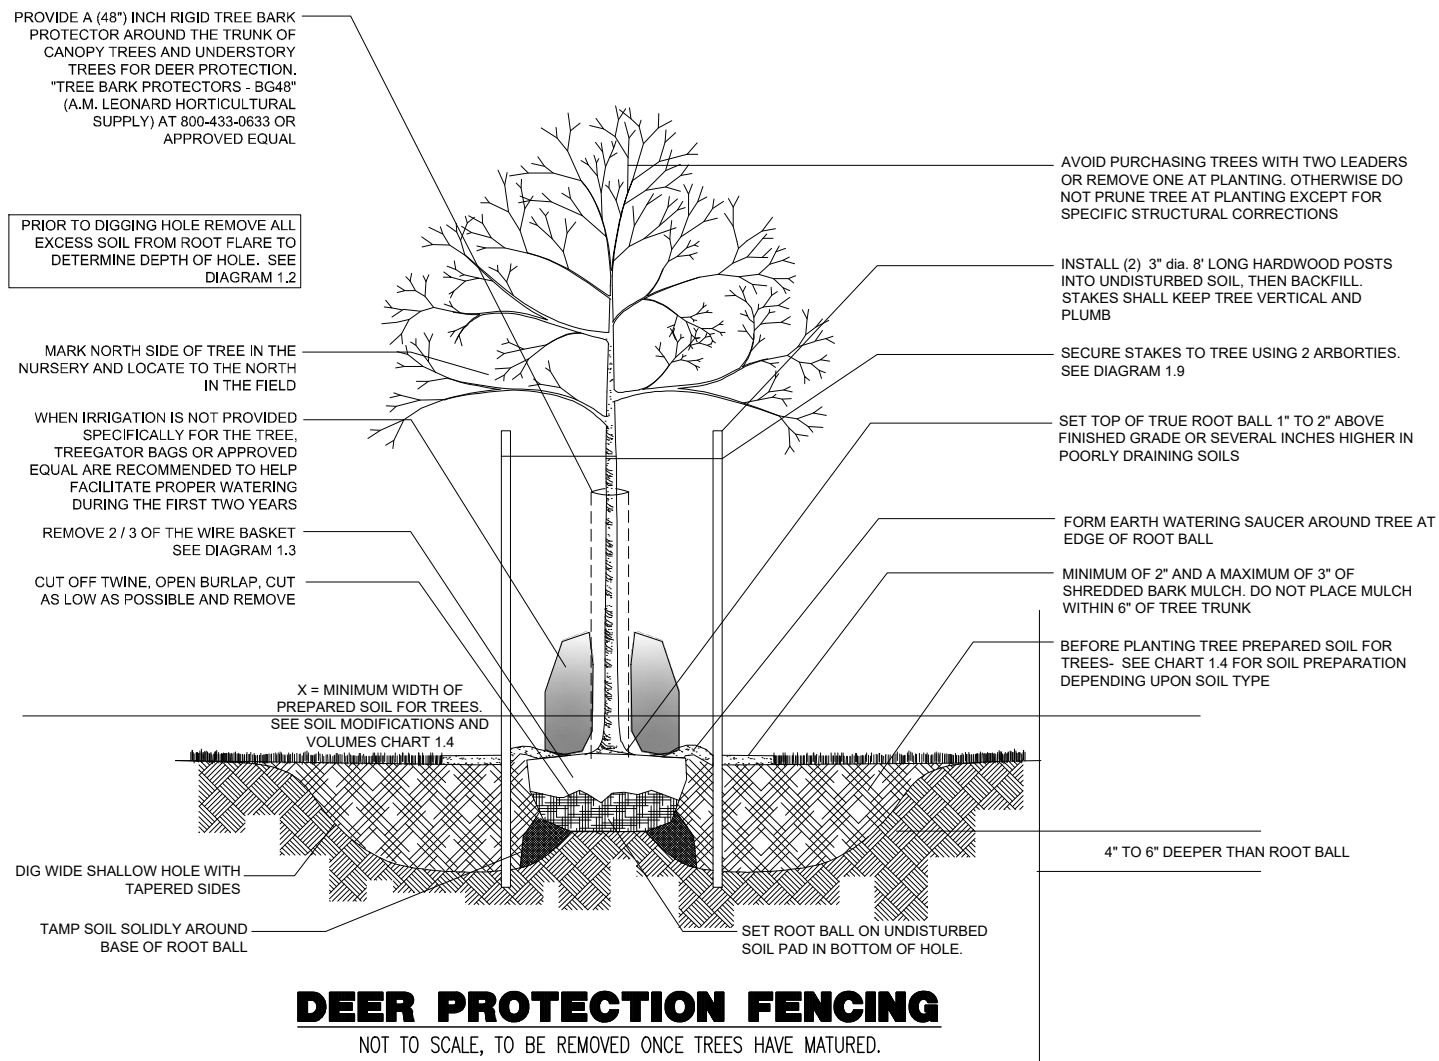 PROVIDE A (48") INCH RIGID TREE BARK
PROTECTOR AROUND THE TRUNK OF
CANOPY TREES AND UNDERSTORY
TREES FOR DEER PROTECTION.
"TREE BARK PROTECTORS - BG48"
(A.M. LEONARD HORTICULTURAL
SUPPLY) AT 800-433-0633 OR
APPROVED EQUAL
PRIOR TO DIGGING HOLE REMOVE ALL
EXCESS SOIL FROM ROOT FLARE TO
DETERMINE DEPTH OF HOLE. SEE
DIAGRAM 1.2
MARK NORTH SIDE OF TREE IN THE
NURSERY AND LOCATE TO THE NORTH
IN THE FIELD
WHEN IRRIGATION IS NOT PROVIDED
SPECIFICALLY FOR THE TREE,
TREEGATOR BAGS OR APPROVED
EQUAL ARE RECOMMENDED TO HELP
FACILITATE PROPER WATERING
DURING THE FIRST TWO YEARS
REMOVE 2 / 3 OF THE WIRE BASKET
SEE DIAGRAM 1.3
CUT OFF TWINE, OPEN BURLAP, CUT
AS LOW AS POSSIBLE AND REMOVE
X = MINIMUM WIDTH OF
PREPARED SOIL FOR TREES.
SEE SOIL MODIFICATIONS AND
VOLUMES CHART 1.4
DIG WIDE SHALLOW HOLE WITH
TAPERED SIDES
TAMP SOIL SOLIDLY AROUND
BASE OF ROOT BALL
AVOID PURCHASING TREES WITH TWO LEADERS
OR REMOVE ONE AT PLANTING. OTHERWISE DO
NOT PRUNE TREE AT PLANTING EXCEPT FOR
SPECIFIC STRUCTURAL CORRECTIONS
INSTALL (2) 3" dia. 8' LONG HARDWOOD POSTS
INTO UNDISTURBED SOIL, THEN BACKFILL.
STAKES SHALL KEEP TREE VERTICAL AND
PLUMB
SECURE STAKES TO TREE USING 2 ARBORTIES.
SEE DIAGRAM 1.9
SET TOP OF TRUE ROOT BALL 1" TO 2" ABOVE
FINISHED GRADE OR SEVERAL INCHES HIGHER IN
POORLY DRAINING SOILS
FORM EARTH WATERING SAUCER AROUND TREE AT
EDGE OF ROOT BALL
MINIMUM OF 2" AND A MAXIMUM OF 3" OF
SHREDDED BARK MULCH. DO NOT PLACE MULCH
WITHIN 6" OF TREE TRUNK
BEFORE PLANTING TREE PREPARED SOIL FOR
TREES- SEE CHART 1.4 FOR SOIL PREPARATION
DEPENDING UPON SOIL TYPE
4" TO 6" DEEPER THAN ROOT BALL
SET ROOT BALL ON UNDISTURBED
SOIL PAD IN BOTTOM OF HOLE.
DEER PROTECTION FENCING
NOT TO SCALE, TO BE REMOVED ONCE TREES HAVE MATURED.